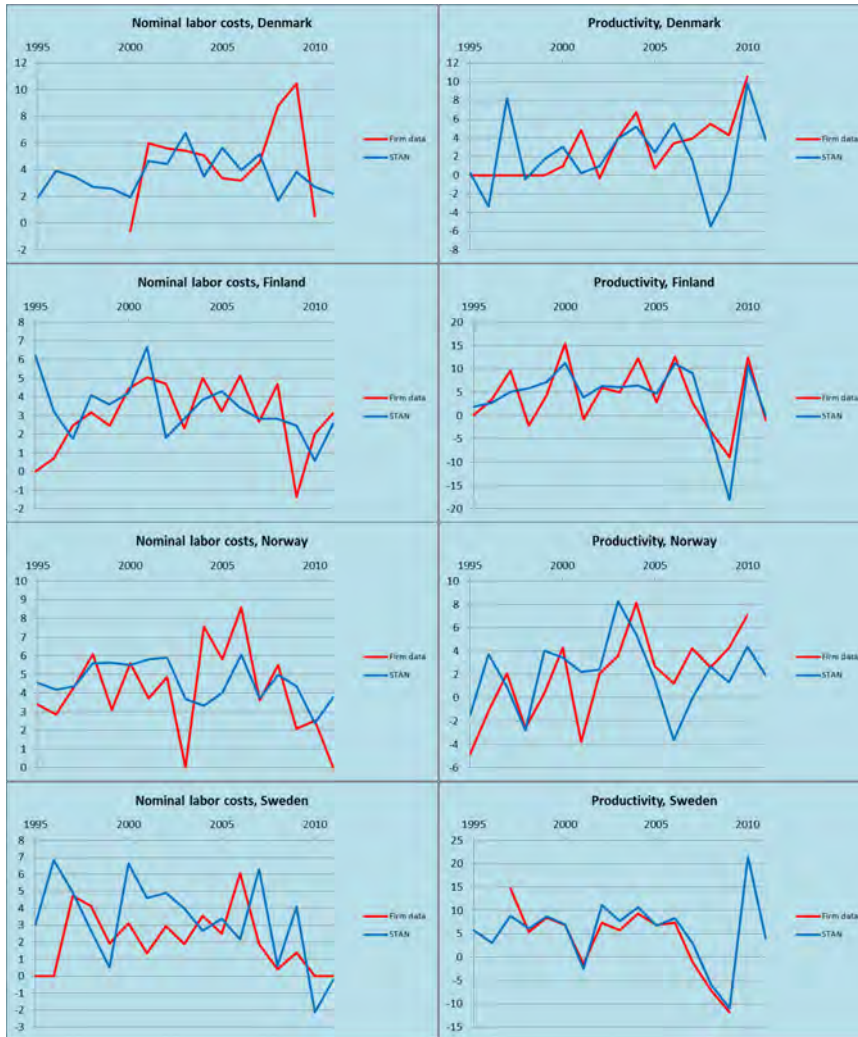 Nominal labor costs, Denmark
1995 2000 2005 2010
12
10
8
6
4
2
0
-2
Firm data
STAN
Productivity, Denmark
1995 2000 2005 2010
12
10
8
6
4
2
0
-2
-4
-6
-8
Firm data
STAN
Nominal labor costs, Finland
1995 2000 2005 2010
8
7
6
5
4
3
2
1
0
-1
-2
Firm data
STAN
Productivity, Finland
1995 2000 2005 2010
20
15
10
5
0
-5
-10
-15
-20
Firm data
STAN
Nominal labor costs, Norway
1995 2000 2005 2010
10
9
8
7
6
5
4
3
2
1
0
Firm data
STAN
Productivity, Norway
1995 2000 2005 2010
10
8
6
4
2
0
-2
-4
-6
Firm data
STAN
Nominal labor costs, Sweden
1995 2000 2005 2010
8
7
6
5
4
3
2
1
0
-1
-2
-3
Firm data
STAN
Productivity, Sweden
1995 2000 2005 2010
25
20
15
10
5
0
-5
-10
-15
Firm data
STAN